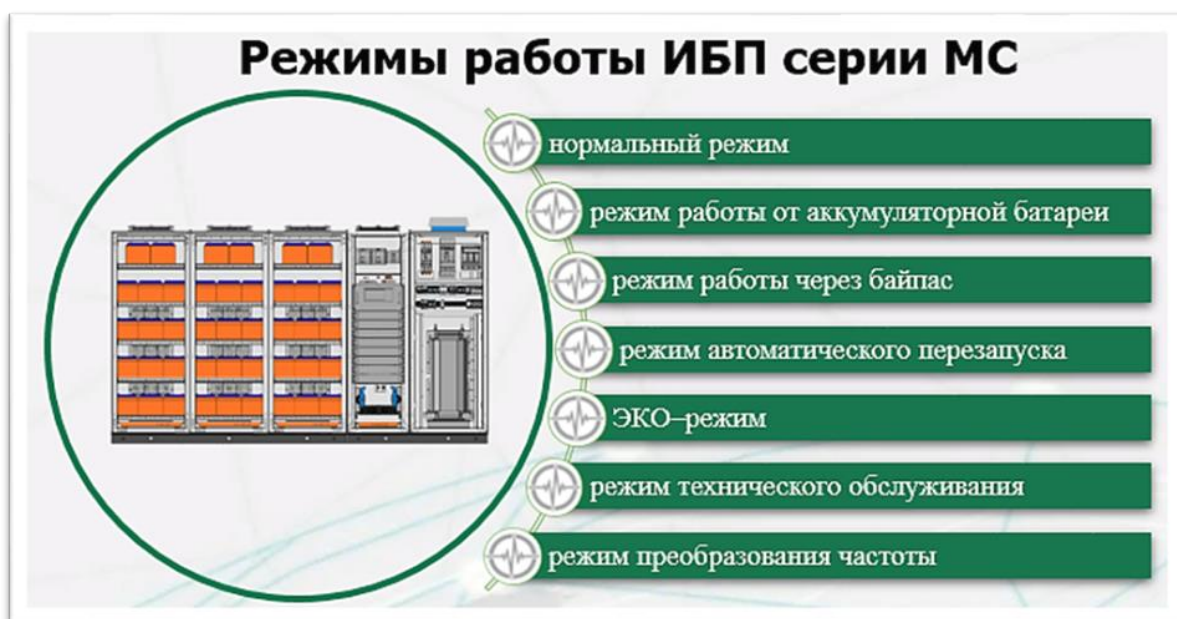 Режимы работы ИБП серии МС
нормальный режим
режим работы от аккумуляторной батареи
режим работы через байпас
режим автоматического перезапуска
ЭКО–режим
режим технического обслуживания
режим преобразования частоты